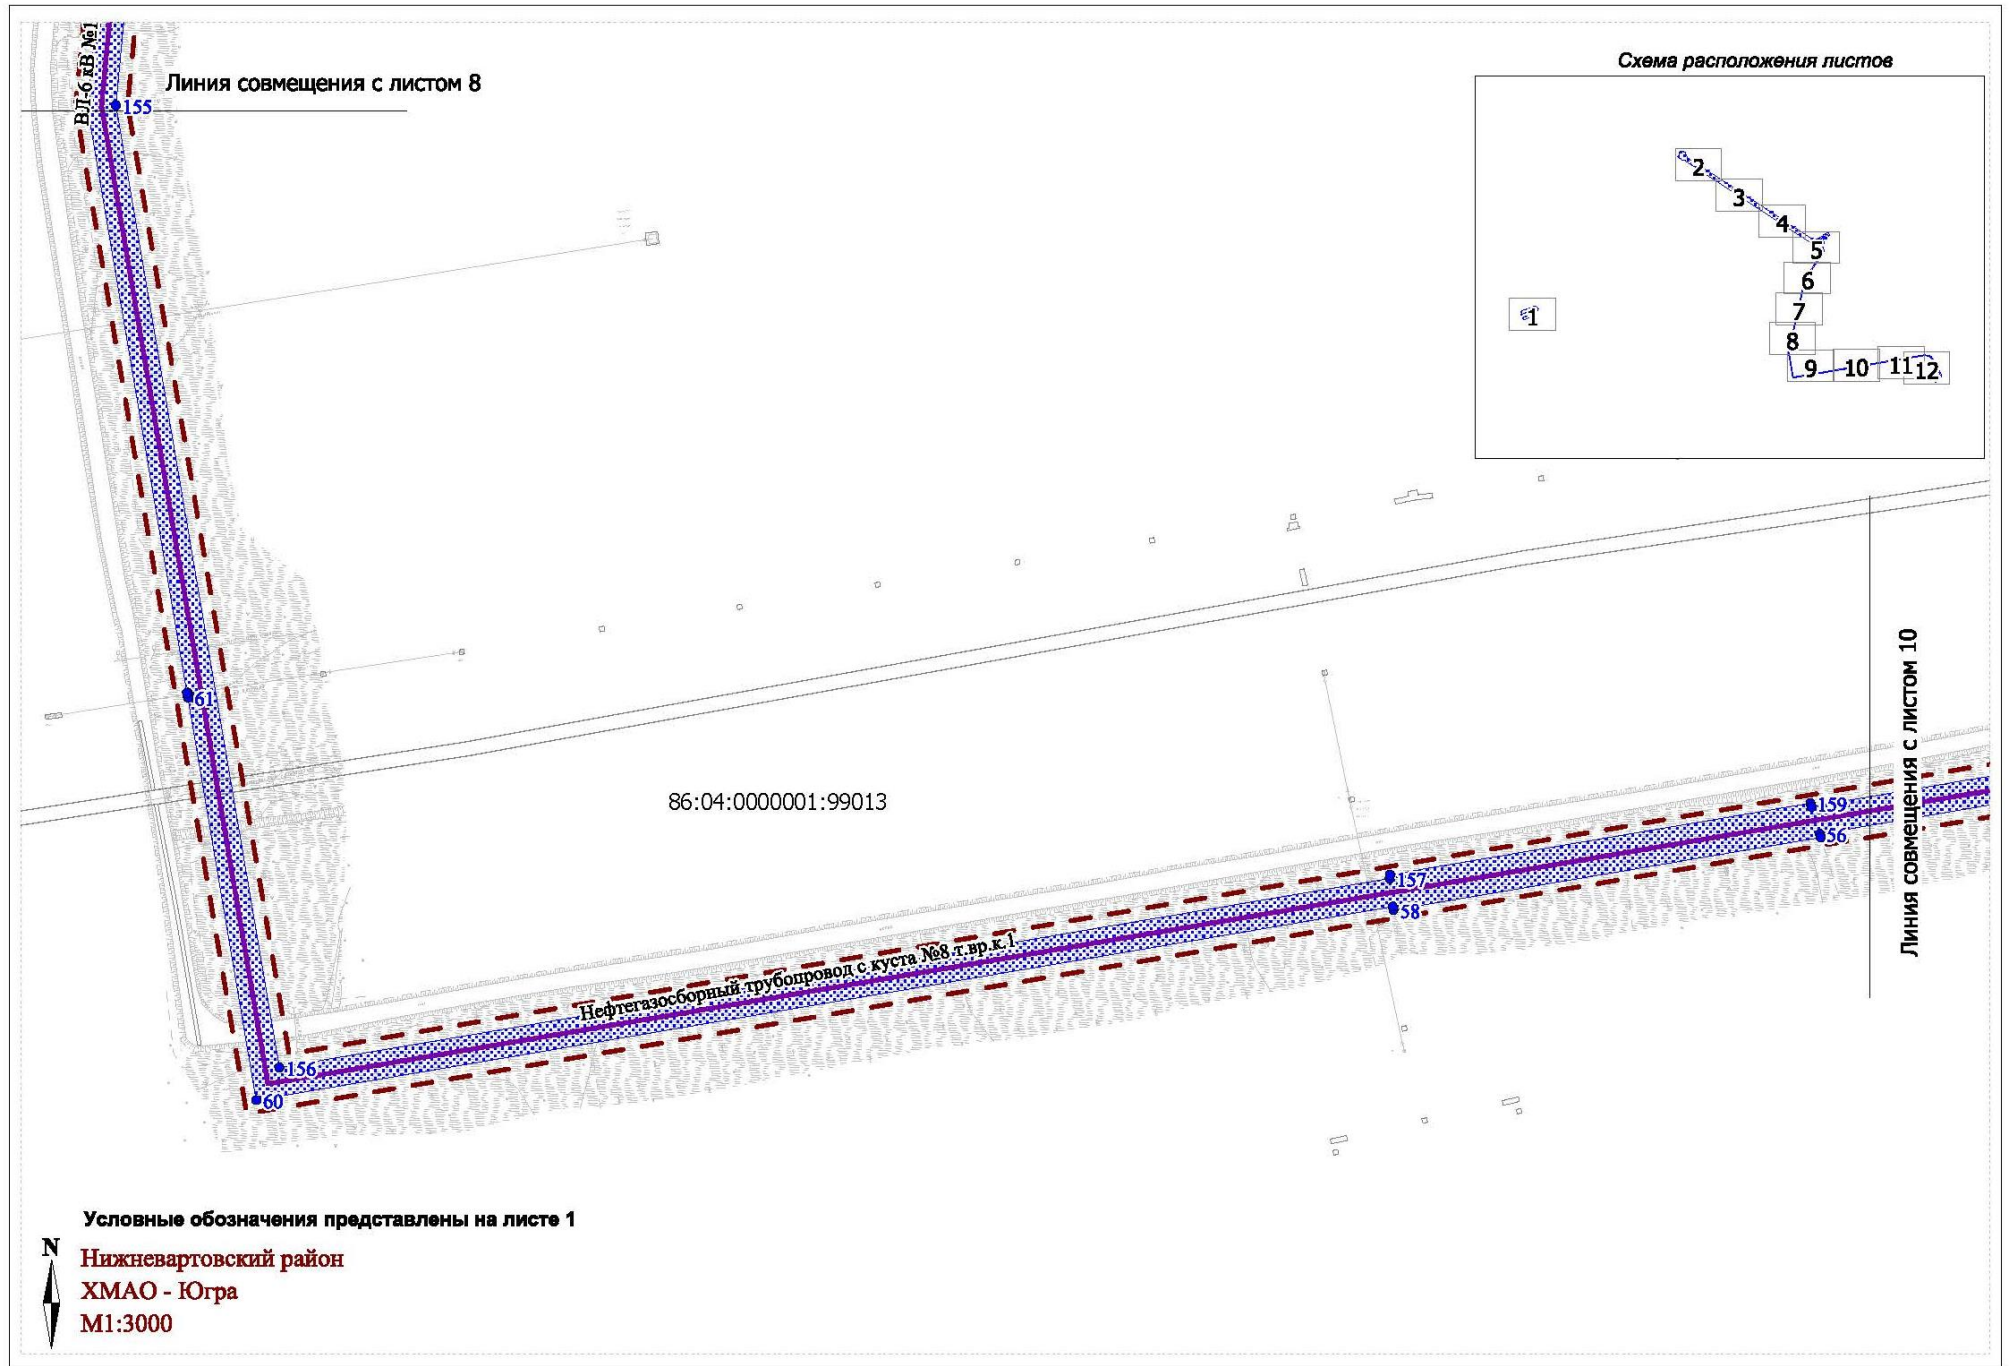 ВЛ-6 кВ №1
Линия совмещения с листом 8
155
Схема расположения листов
2
3
4
5
6
7
1
8
9
10
11
12
61
86:04:0000001:99013
Линия совмещения с листом 10
159
56
157
58
Нефтегазосборный трубопровод с куста №8 т.вр.к.1
156
60
Условные обозначения представлены на листе 1
N
Нижневартовский район
ХМАО - Югра
М1:3000